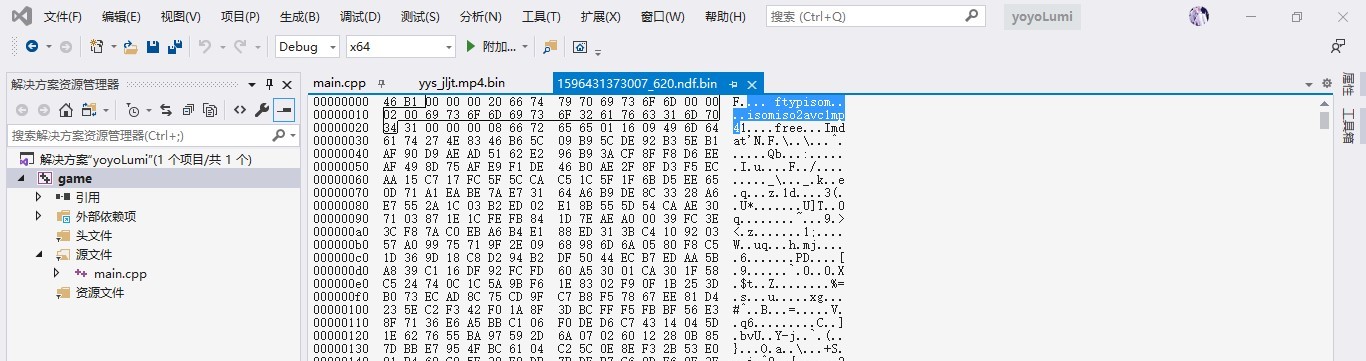 文件(F) 编辑(E) 视图(V) 项目(P) 生成(B) 调试(D) 测试(S) 分析(N) 工具(T) 扩展(X) 窗口(W) 帮助(H) 搜索 (Ctrl+Q) yoyoLumi
Debug x64 附加...
解决方案资源管理器
搜索解决方案资源管理器(Ctrl+;)
解决方案"yoyoLumi"(1 个项目/共 1 个)
game
引用
外部依赖项
头文件
源文件
main.cpp
资源文件
main.cpp yys_jljt.mp4.bin 1596431373007_620.ndf.bin
00000000 46 B1 00 00 00 20 66 74 79 70 69 73 6F 6D 00 00 F.... ftypisom..
00000010 02 00 69 73 6F 6D 69 73 6F 32 61 76 63 31 6D 70 ..isomiso2avc1mp
00000020 34 31 00 00 00 08 66 72 65 65 01 16 09 49 6D 64 41....free...Imd
00000030 61 74 27 4E 83 46 B6 5C 09 B9 5C DE 92 B3 5E B1 at'N.F.\..\...^.
00000040 AF 90 D9 AE AD 51 62 E2 96 B9 3A CF 8F F8 D6 EE .....Qb...:.....
00000050 AF 49 8D 75 AF E9 F1 DE 46 B0 AE 2F 8F D3 F5 EC .I.u....F../....
00000060 AA 15 C7 17 FC 5F 5C CA C5 1C 5F 1F 6B D5 EE 65 ....._\..._.k..e
00000070 0D 71 A1 EA BE 7A E7 31 64 A6 B9 DE 8C 33 28 A6 .q...z.1d....3(.
00000080 E7 55 2A 1C 03 B2 ED 02 E1 8B 55 5D 54 CA AE 30 .U*.......U]T..0
00000090 71 03 87 1E 1C FE FB 84 1D 7E AE A0 00 39 FC 3E q........~...9.>
000000a0 3C F8 7A C0 EB A6 B4 E1 88 ED 31 3B C4 10 92 03 <.z.......1;....
000000b0 57 A0 99 75 71 9F 2E 09 68 98 6D 6A 05 80 F8 C5 W..uq...h.mj....
000000c0 1D 36 9D 18 C8 D2 94 B2 DF 50 44 EC B7 ED AA 5B .6.......PD....[
000000d0 A8 39 C1 16 DF 92 FC FD 60 A5 30 01 CA 30 1F 58 .9......`.0..0.X
000000e0 C5 24 74 0C 1C 5A 9B F6 1E 83 02 F9 0F 1B 25 3D .$t..Z........%=
000000f0 B0 73 EC AD 8C 75 CD 9F C7 B8 F5 78 67 EE 81 D4 .s...u.....xg...
00000100 23 5E C2 F3 42 F0 1A 8F 3D BC FF F5 FB BF 56 E3 #^..B...=.....V.
00000110 8F 71 36 E6 A5 BB C1 06 F0 DE D6 C7 43 14 04 5D .q6.........C..]
00000120 1E 62 76 55 BA 97 59 2D 6A 07 02 60 12 28 0B 85 .bvU..Y-j..`.(..
00000130 7D BB E7 95 4F BC 61 04 C2 5C 0E 8E F3 2B 53 E0 }...O.a..\...+S.
属性
工具箱